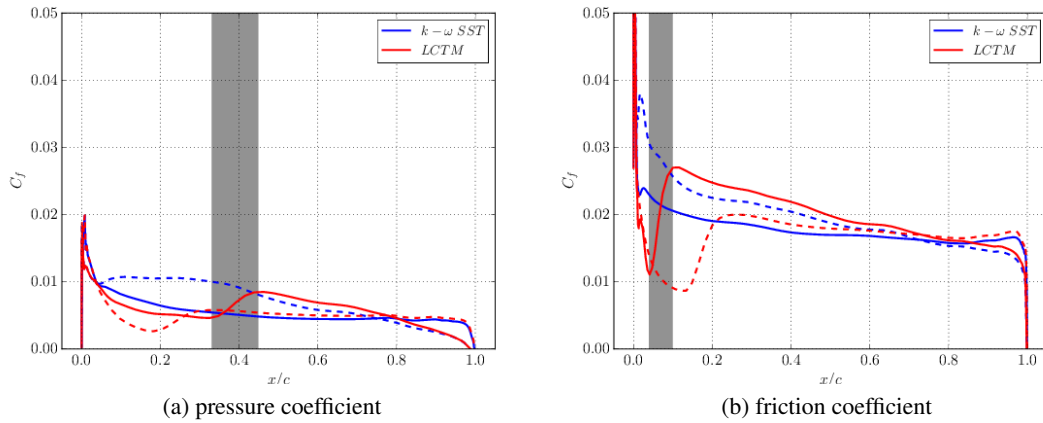 0.05
0.04
0.03
0.02
0.01
0.00
C_f
0.0 0.2 0.4 0.6 0.8 1.0
x/c
k − ω SST
LCTM
(a) pressure coefficient
0.05
0.04
0.03
0.02
0.01
0.00
C_f
0.0 0.2 0.4 0.6 0.8 1.0
x/c
k − ω SST
LCTM
(b) friction coefficient